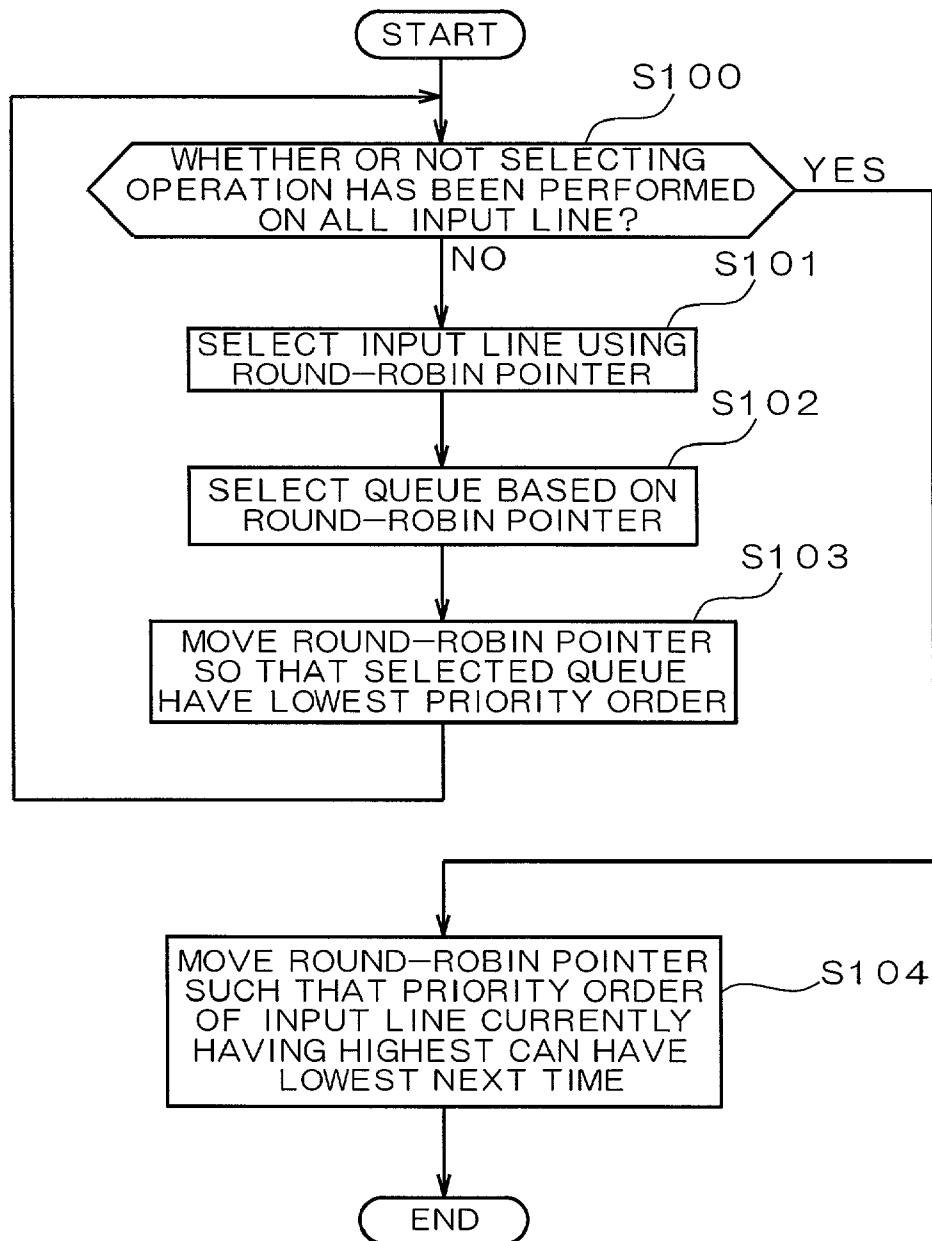 START
S100
WHETHER OR NOT SELECTING
OPERATION HAS BEEN PERFORMED
ON ALL INPUT LINE?
YES
NO
S101
SELECT INPUT LINE USING
ROUND-ROBIN POINTER
S102
SELECT QUEUE BASED ON
ROUND-ROBIN POINTER
S103
MOVE ROUND-ROBIN POINTER
SO THAT SELECTED QUEUE
HAVE LOWEST PRIORITY ORDER
MOVE ROUND-ROBIN POINTER
SUCH THAT PRIORITY ORDER
OF INPUT LINE CURRENTLY
HAVING HIGHEST CAN HAVE
LOWEST NEXT TIME
S104
END